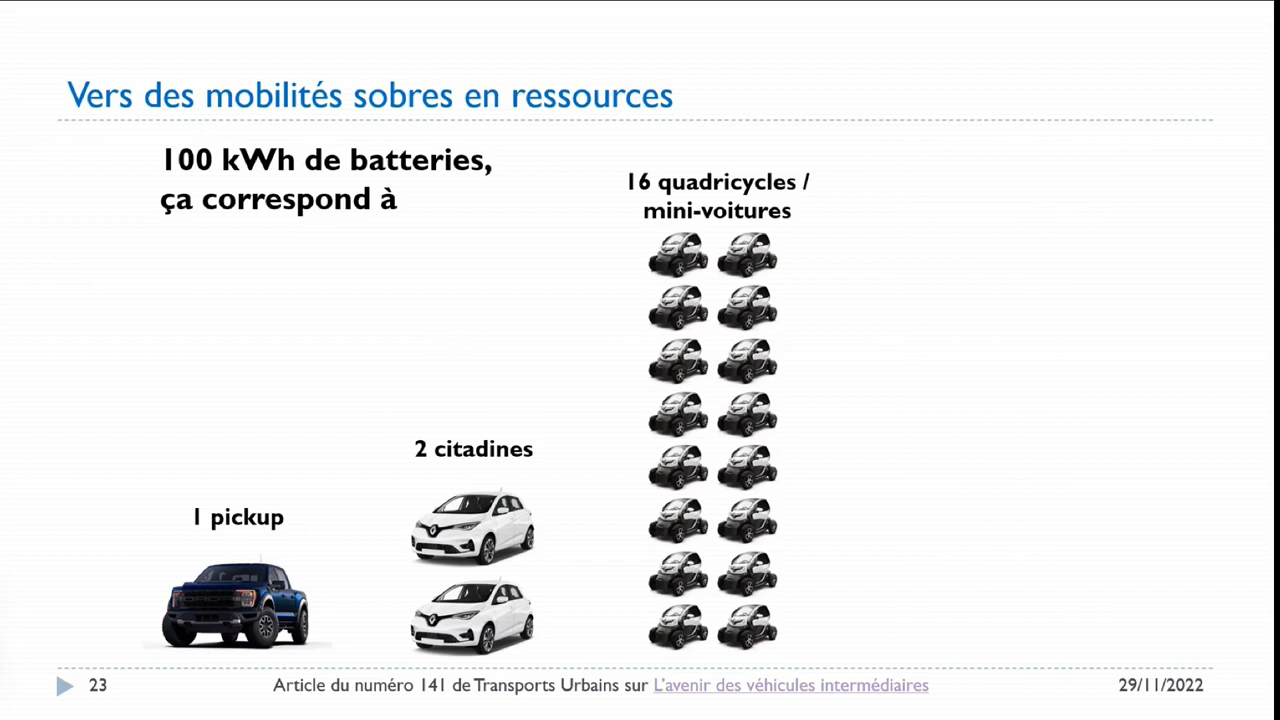 Vers des mobilités sobres en ressources
100 kWh de batteries,
ça correspond à
16 quadricycles /
mini-voitures
2 citadines
1 pickup
23
Article du numéro 141 de Transports Urbains sur L'avenir des véhicules intermédiaires
29/11/2022